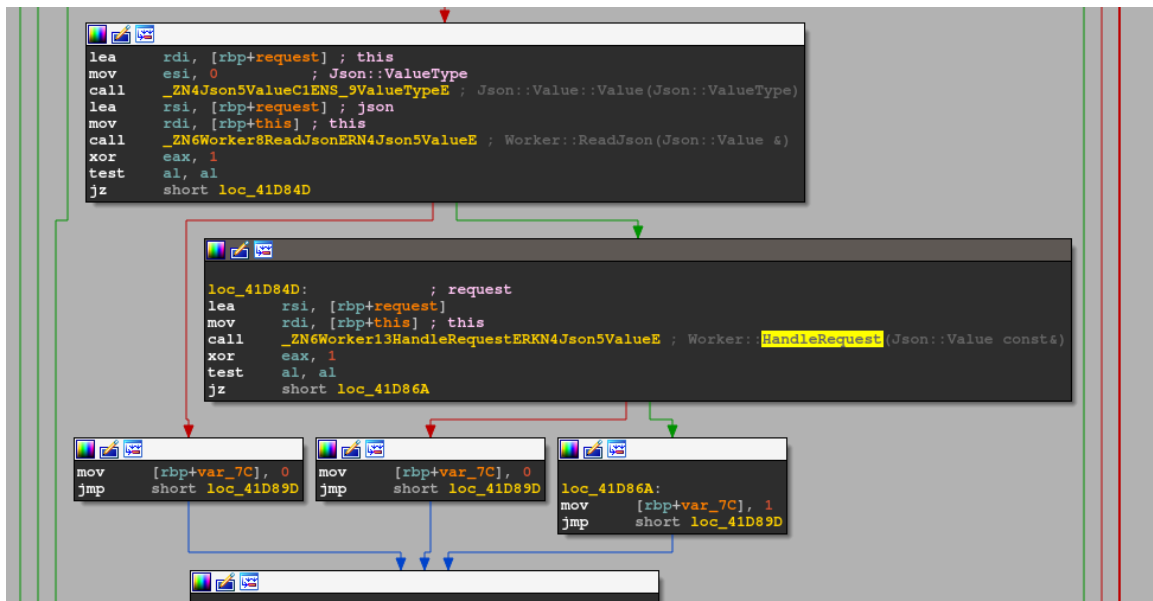 lea rdi, [rbp+request] ; this
mov esi, 0 ; Json::ValueType
call _ZN4Json5ValueC1ENS_9ValueTypeE ; Json::Value::Value(Json::ValueType)
lea rsi, [rbp+request] ; json
mov rdi, [rbp+this] ; this
call _ZN6Worker8ReadJsonERN4Json5ValueE ; Worker::ReadJson(Json::Value &)
xor eax, 1
test al, al
jz short loc_41D84D
loc_41D84D: ; request
lea rsi, [rbp+request]
mov rdi, [rbp+this] ; this
call _ZN6Worker13HandleRequestERKN4Json5ValueE ; Worker::HandleRequest(Json::Value const&)
xor eax, 1
test al, al
jz short loc_41D86A
mov [rbp+var_7C], 0
jmp short loc_41D89D
mov [rbp+var_7C], 0
jmp short loc_41D89D
loc_41D86A:
mov [rbp+var_7C], 1
jmp short loc_41D89D